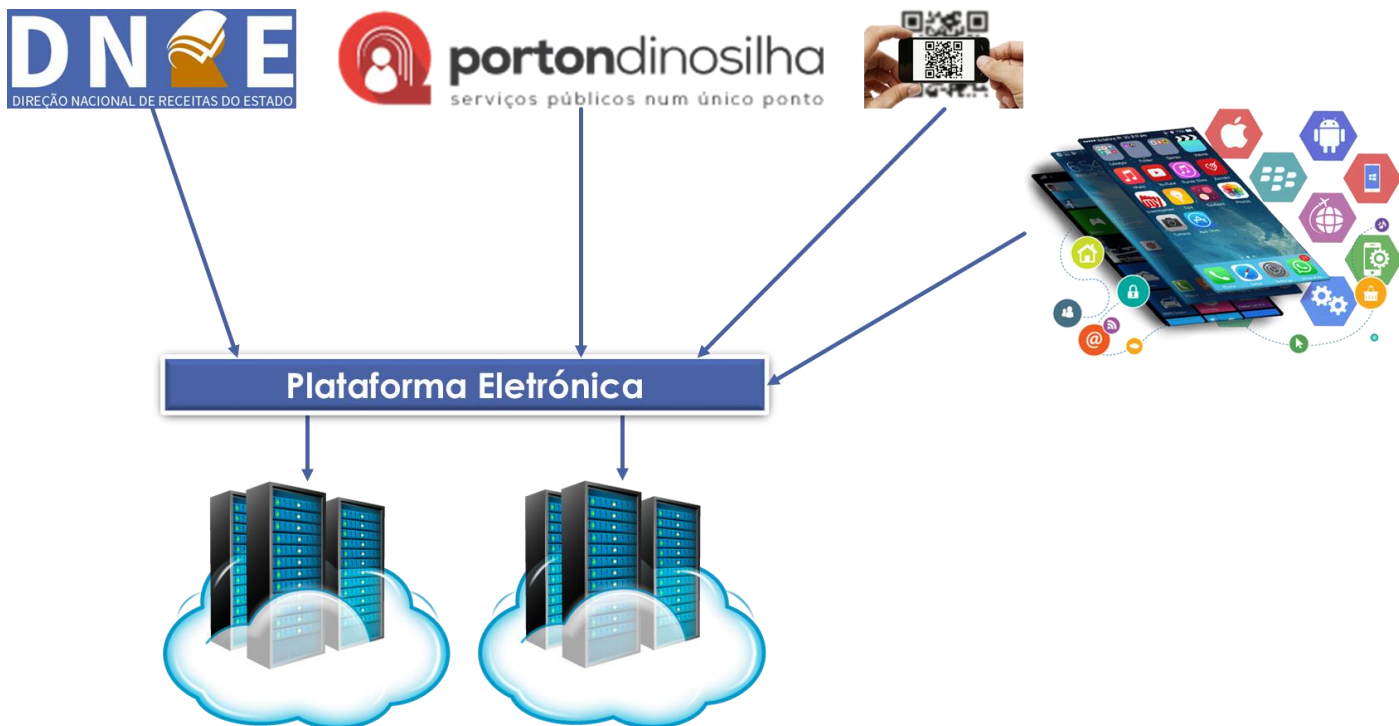 DNRE
DIREÇÃO NACIONAL DE RECEITAS DO ESTADO
portondinosilha
serviços públicos num único ponto
Plataforma Eletrónica